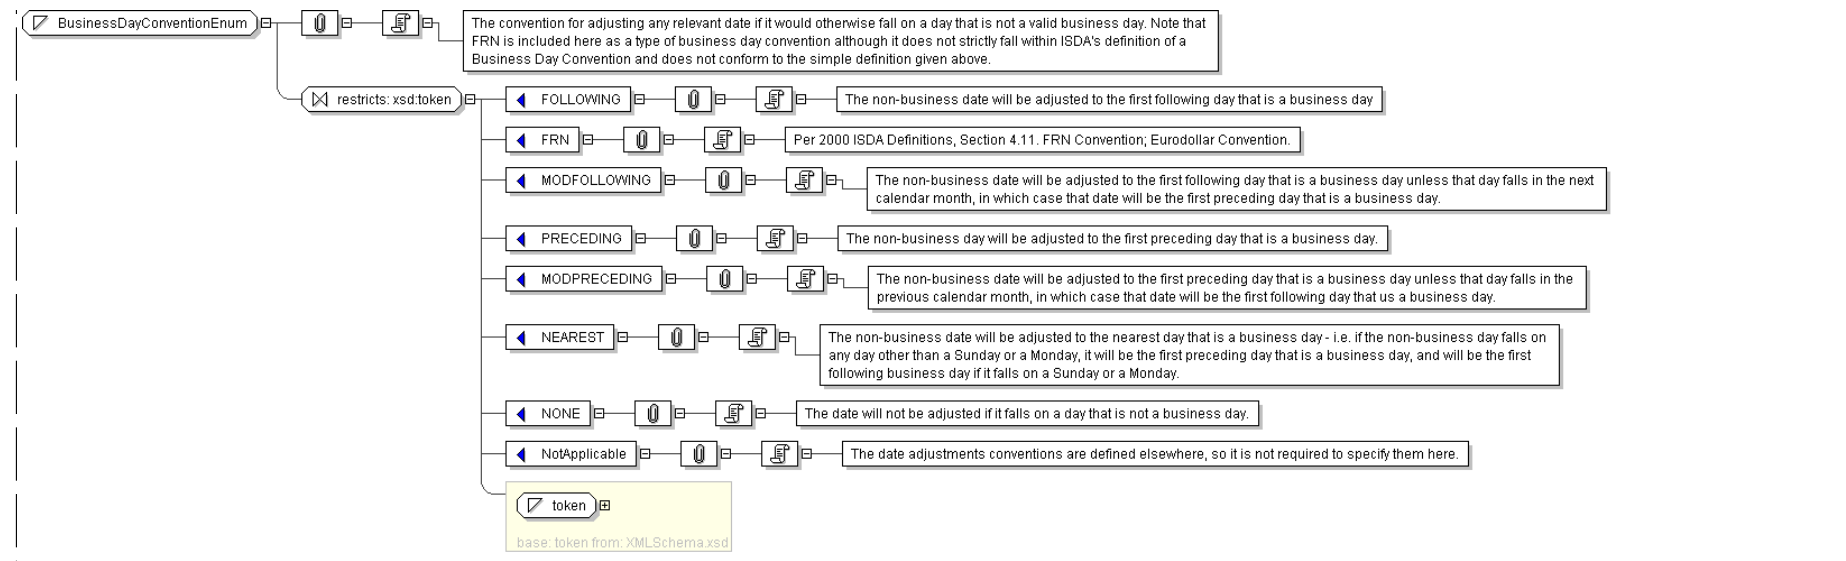 BusinessDayConventionEnum
The convention for adjusting any relevant date if it would otherwise fall on a day that is not a valid business day. Note that
FRN is included here as a type of business day convention although it does not strictly fall within ISDA's definition of a
Business Day Convention and does not conform to the simple definition given above.
restricts: xsd:token
FOLLOWING
The non-business date will be adjusted to the first following day that is a business day
FRN
Per 2000 ISDA Definitions, Section 4.11. FRN Convention; Eurodollar Convention.
MODFOLLOWING
The non-business date will be adjusted to the first following day that is a business day unless that day falls in the next
calendar month, in which case that date will be the first preceding day that is a business day.
PRECEDING
The non-business day will be adjusted to the first preceding day that is a business day.
MODPRECEDING
The non-business date will be adjusted to the first preceding day that is a business day unless that day falls in the
previous calendar month, in which case that date will be the first following day that us a business day.
NEAREST
The non-business date will be adjusted to the nearest day that is a business day - i.e. if the non-business day falls on
any day other than a Sunday or a Monday, it will be the first preceding day that is a business day, and will be the first
following business day if it falls on a Sunday or a Monday.
NONE
The date will not be adjusted if it falls on a day that is not a business day.
NotApplicable
The date adjustments conventions are defined elsewhere, so it is not required to specify them here.
token
base: token from: XMLSchema.xsd